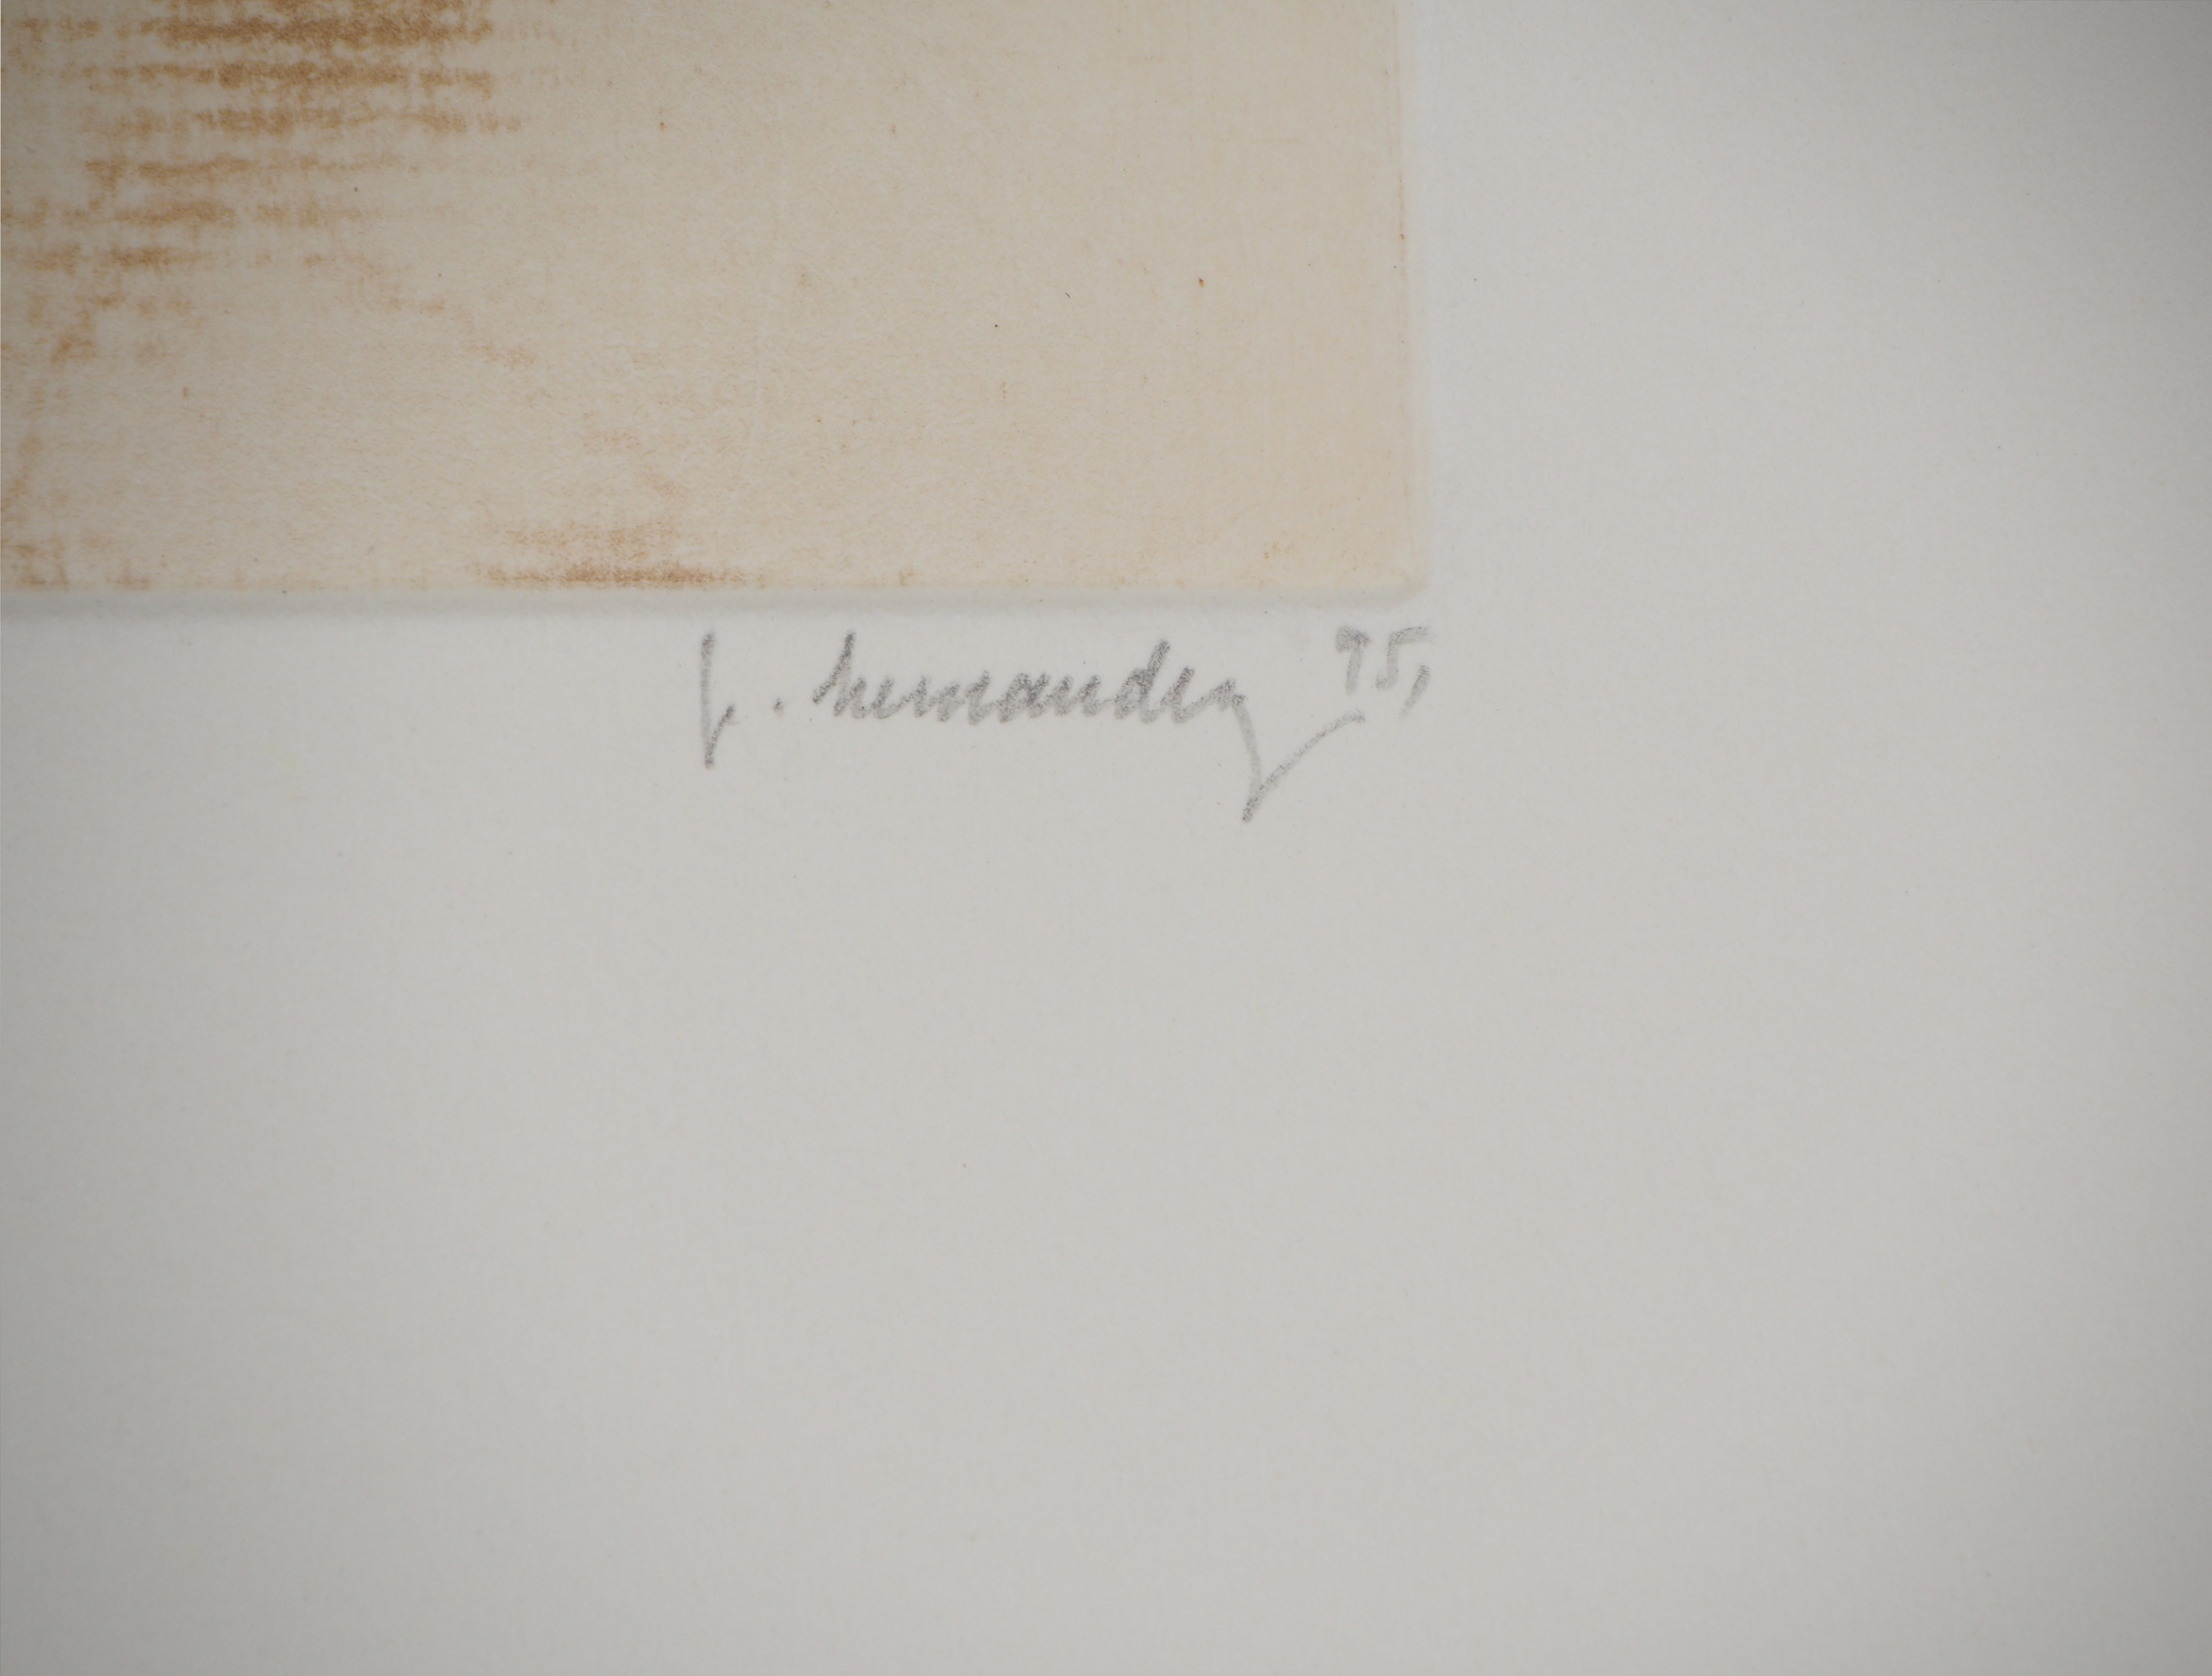 j. hernandez 75,